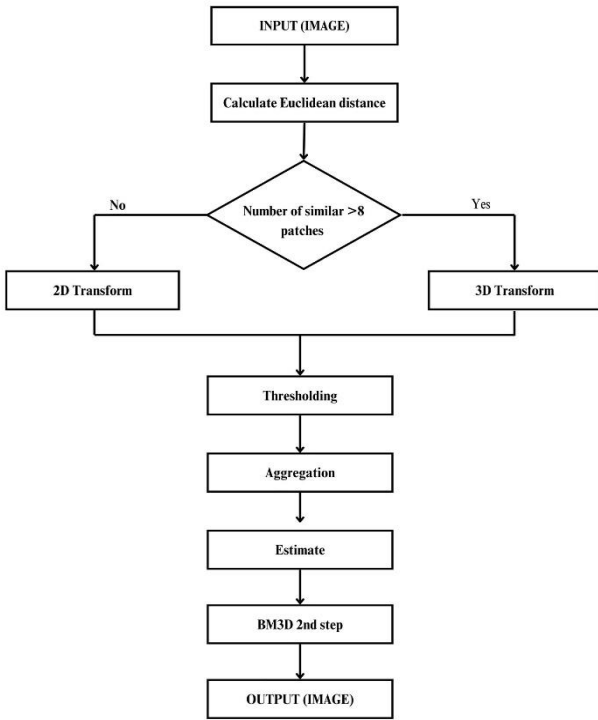 INPUT (IMAGE)
Calculate Euclidean distance
Number of similar >8
patches
No
Yes
2D Transform
3D Transform
Thresholding
Aggregation
Estimate
BM3D 2nd step
OUTPUT (IMAGE)